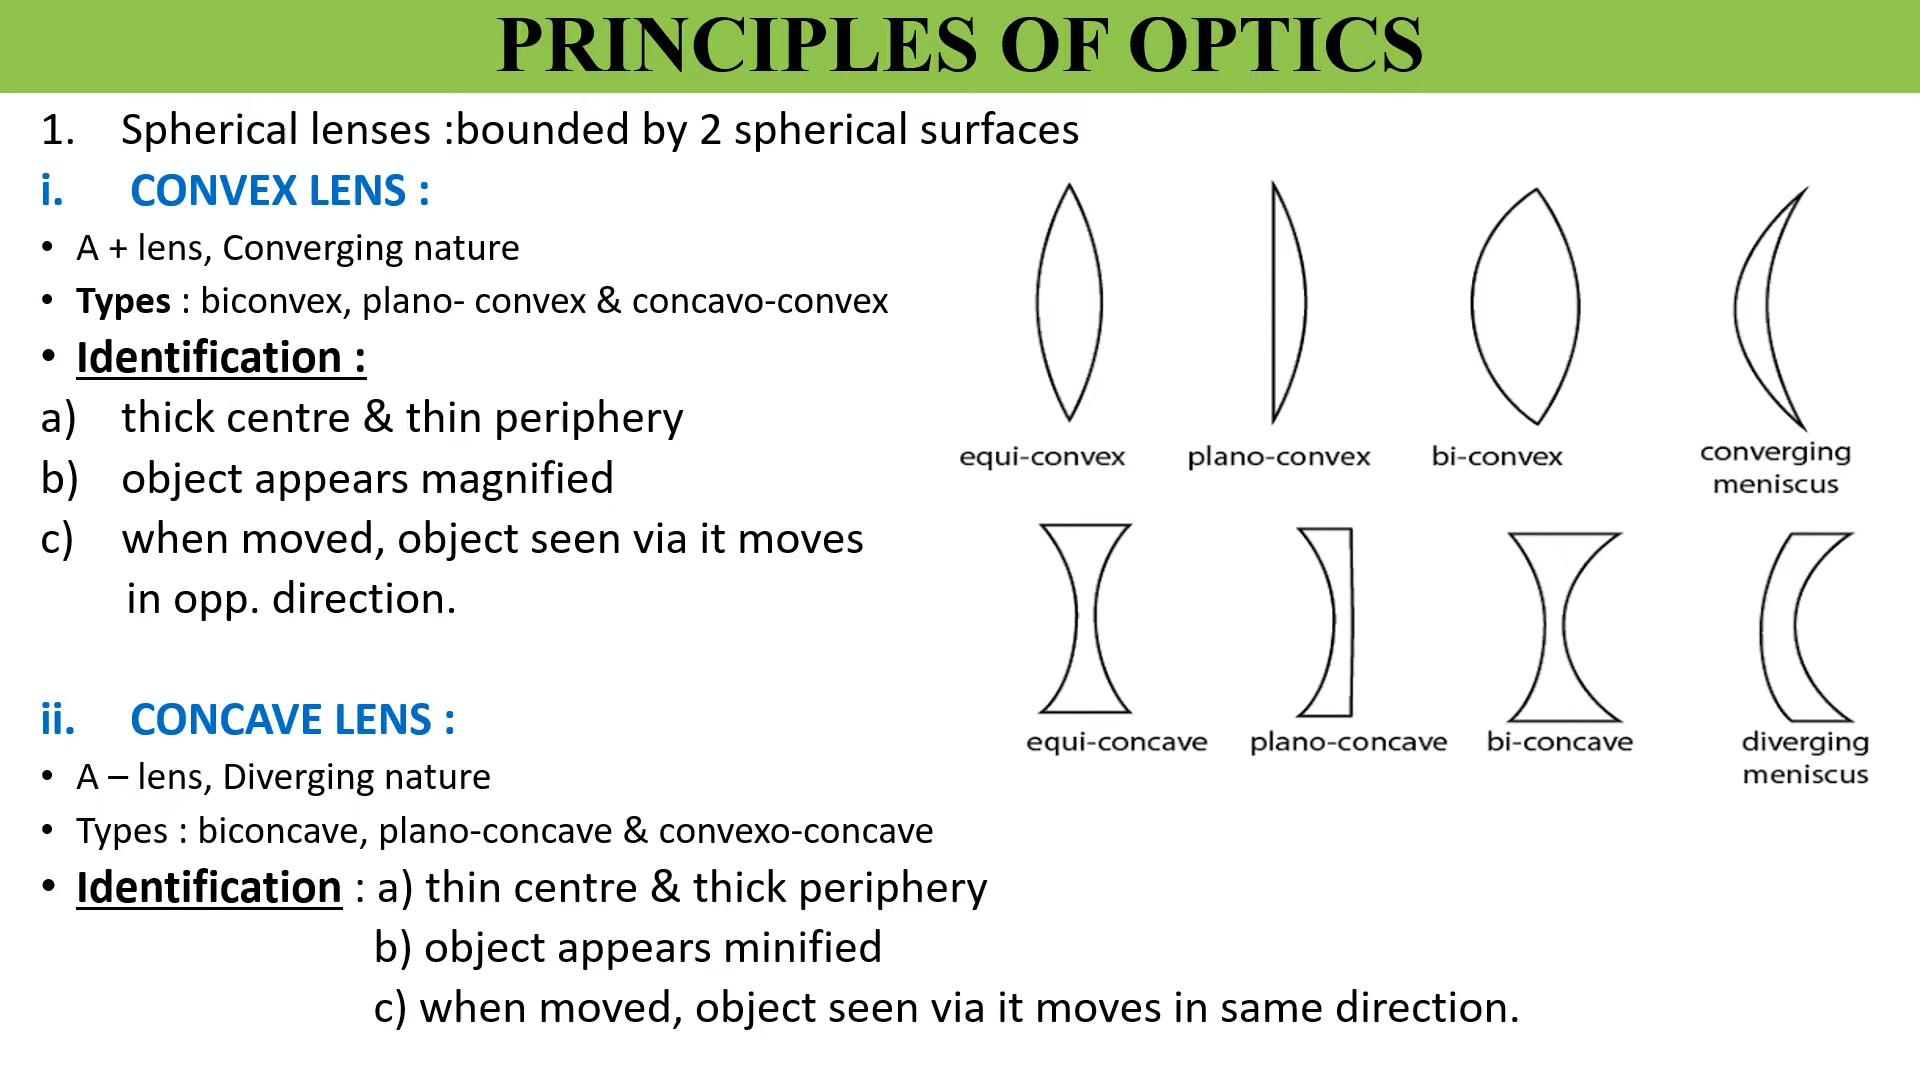 PRINCIPLES OF OPTICS
1. Spherical lenses :bounded by 2 spherical surfaces
i. CONVEX LENS :
• A + lens, Converging nature
• Types : biconvex, plano- convex & concavo-convex
• Identification :
a) thick centre & thin periphery
b) object appears magnified
c) when moved, object seen via it moves
in opp. direction.
ii. CONCAVE LENS :
• A – lens, Diverging nature
• Types : biconcave, plano-concave & convexo-concave
• Identification : a) thin centre & thick periphery
b) object appears minified
c) when moved, object seen via it moves in same direction.
equi-convex
plano-convex
bi-convex
converging
meniscus
equi-concave
plano-concave
bi-concave
diverging
meniscus